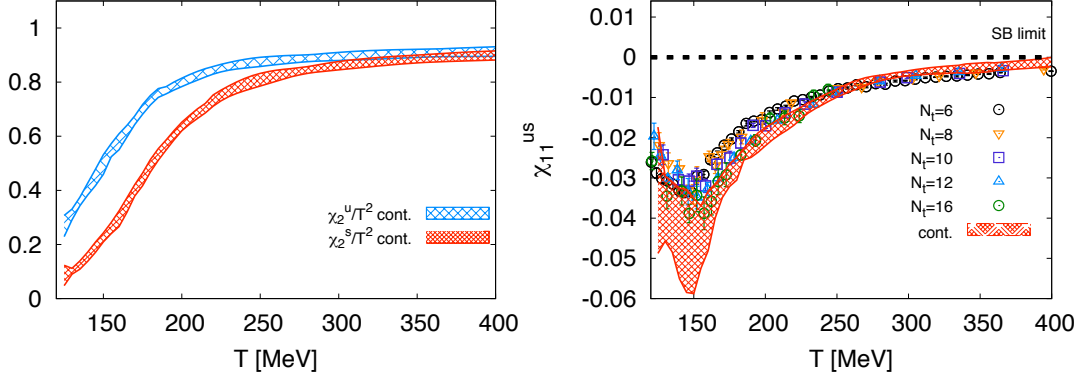 1
0.8
0.6
0.4
0.2
0
χ₂ᵘ/T² cont.
χ₂ˢ/T² cont.
150 200 250 300 350 400
T [MeV]
0.01
0
-0.01
-0.02
-0.03
-0.04
-0.05
-0.06
χ₁₁ᵘˢ
SB limit
Nₜ=6
Nₜ=8
Nₜ=10
Nₜ=12
Nₜ=16
cont.
150 200 250 300 350 400
T [MeV]